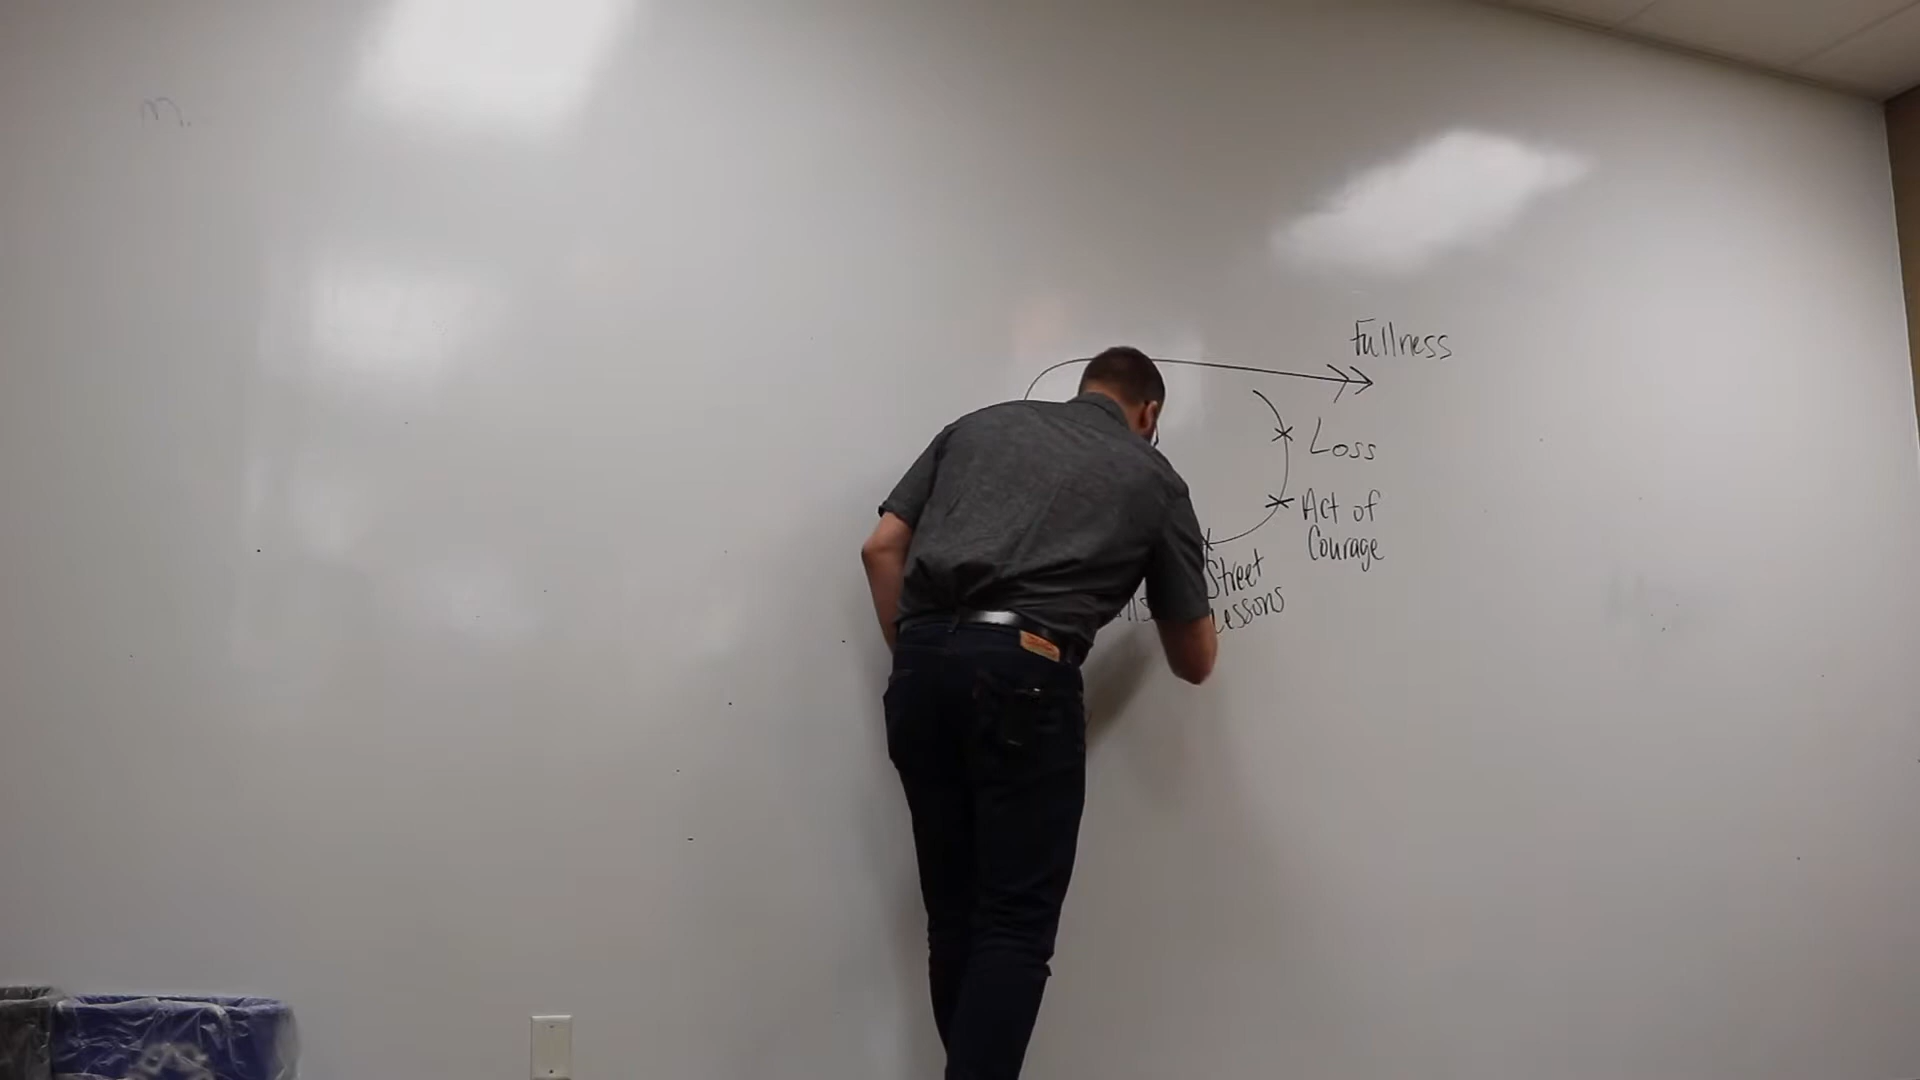 Fullness
Loss
Act of
Courage
Street
Lessons
m.